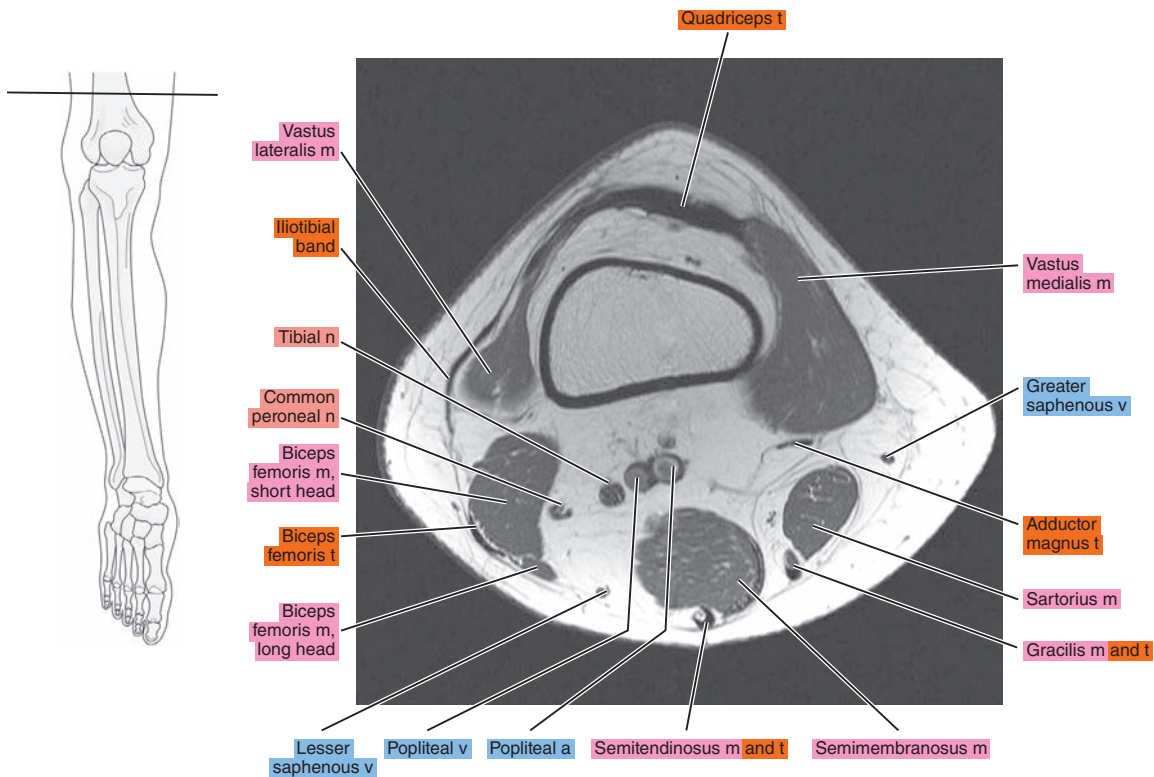 Quadriceps t
Vastus
lateralis m
Iliotibial
band
Tibial n
Common
peroneal n
Biceps
femoris m,
short head
Biceps
femoris t
Biceps
femoris m,
long head
Vastus
medialis m
Greater
saphenous v
Adductor
magnus t
Sartorius m
Gracilis m and t
Lesser
saphenous v
Popliteal v
Popliteal a
Semitendinosus m and t
Semimembranosus m